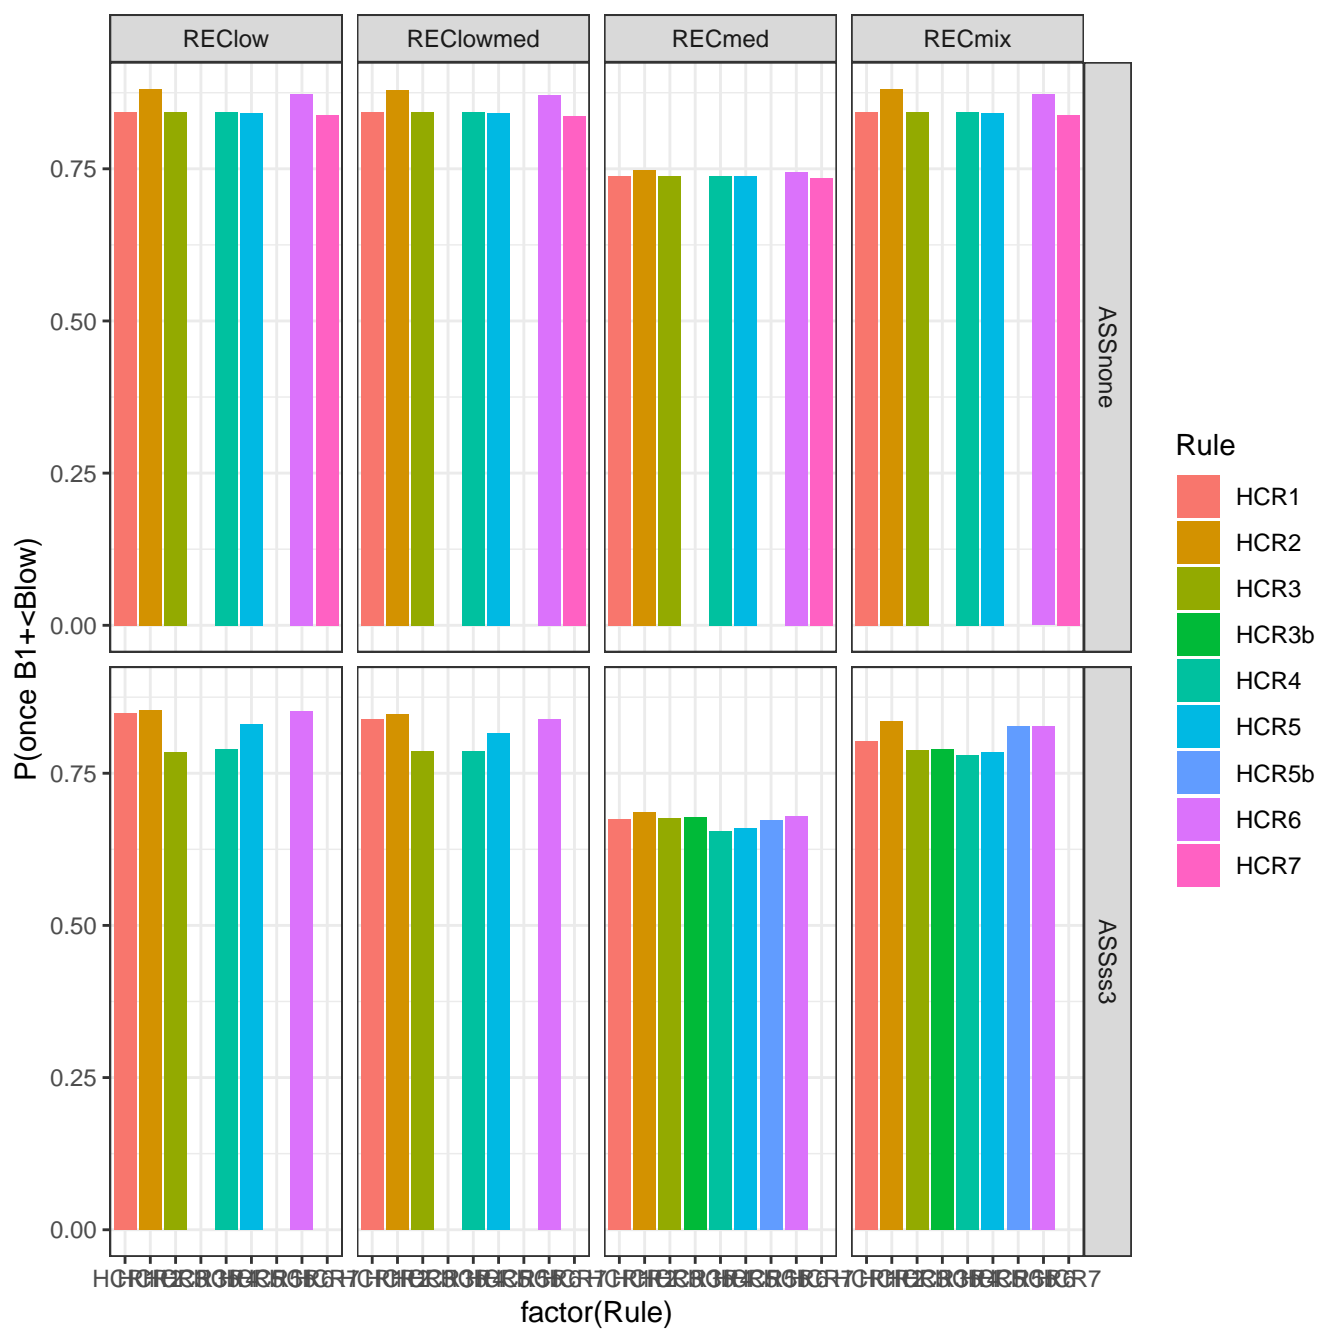 REClow
REClowmed
RECmed
RECmix
ASSnone
ASSss3
P(once B1+<Blow)
0.75
0.50
0.25
0.00
0.75
0.50
0.25
0.00
factor(Rule)
Rule
HCR1
HCR2
HCR3
HCR3b
HCR4
HCR5
HCR5b
HCR6
HCR7